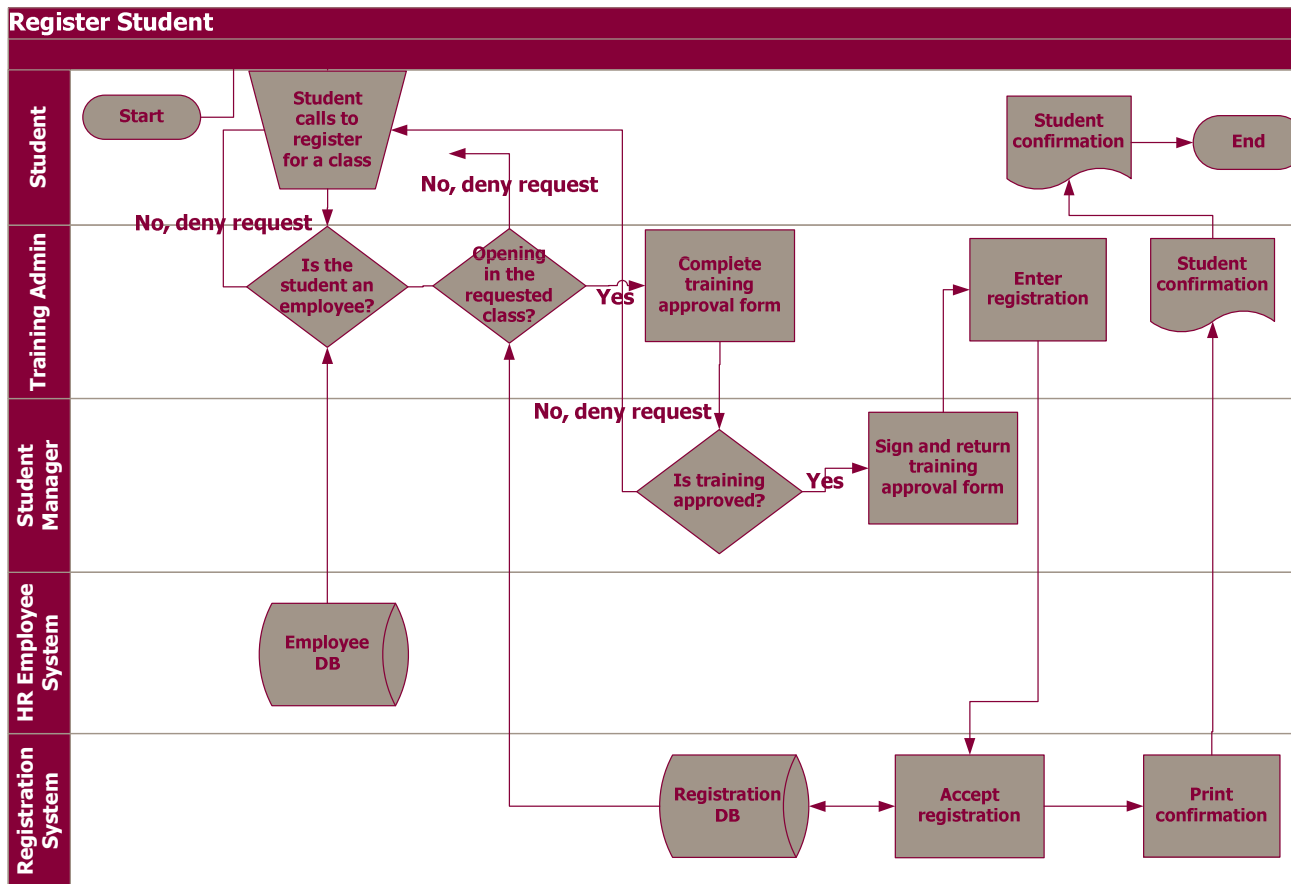 Register Student
Student
Start
Student
calls to
register
for a class
Student
confirmation
End
No, deny request
No, deny request
Training Admin
Is the
student an
employee?
Opening
in the
requested
class?
Yes
Complete
training
approval form
Enter
registration
Student
confirmation
Student
Manager
No, deny request
Is training
approved?
Yes
Sign and return
training
approval form
HR Employee
System
Employee
DB
Registration
System
Registration
DB
Accept
registration
Print
confirmation